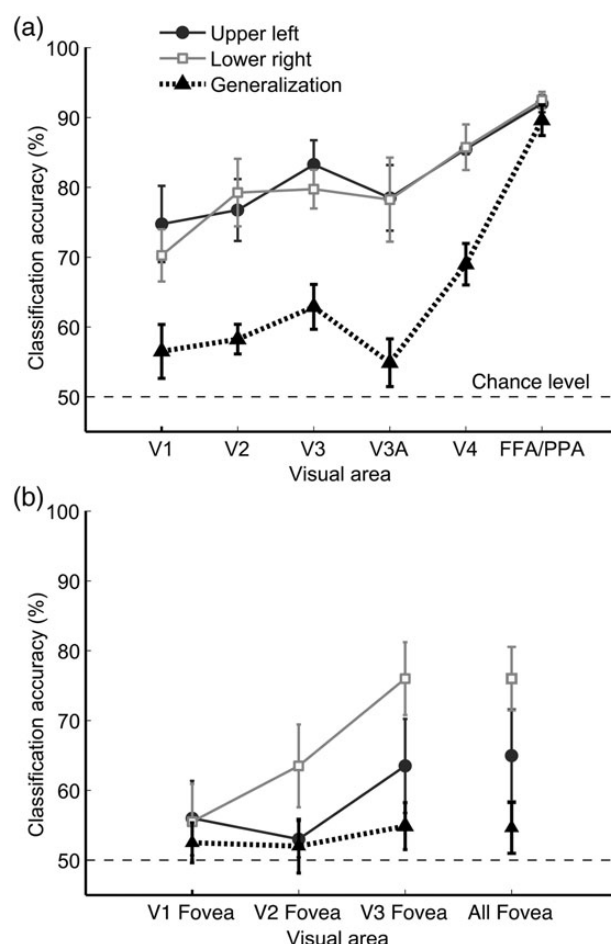 (a)
Upper left
Lower right
Generalization
100
90
80
70
60
50
Classification accuracy (%)
Chance level
V1 V2 V3 V3A V4 FFA/PPA
Visual area
(b)
100
90
80
70
60
50
Classification accuracy (%)
V1 Fovea V2 Fovea V3 Fovea All Fovea
Visual area